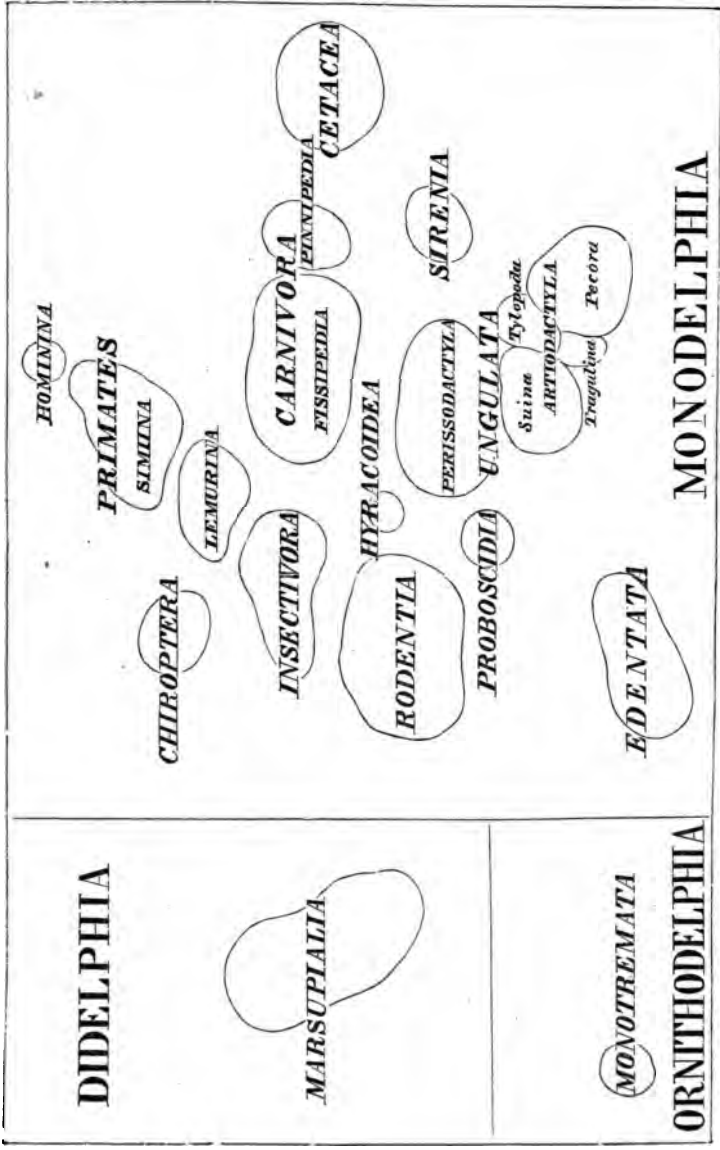 HOMININA
DIDELPHIA
PRIMATES
SIMIINA
CHIROPTERA
LEMURINA
CARNIVORA
INSECTIVORA
PINNIPEDIA
MARSUPIALIA
FISSIPEDIA
CETACEA
HYRACOIDEA
RODENTIA
SIRENIA
PERISSODACTYLA
PROBOSCIDIA
UNGULATA
Tylopoda
Suina
ARTIODACTYLA
Tragulina
Pecora
MONOTREMATA
EDENTATA
ORNITHODELPHIA
MONODELPHIA